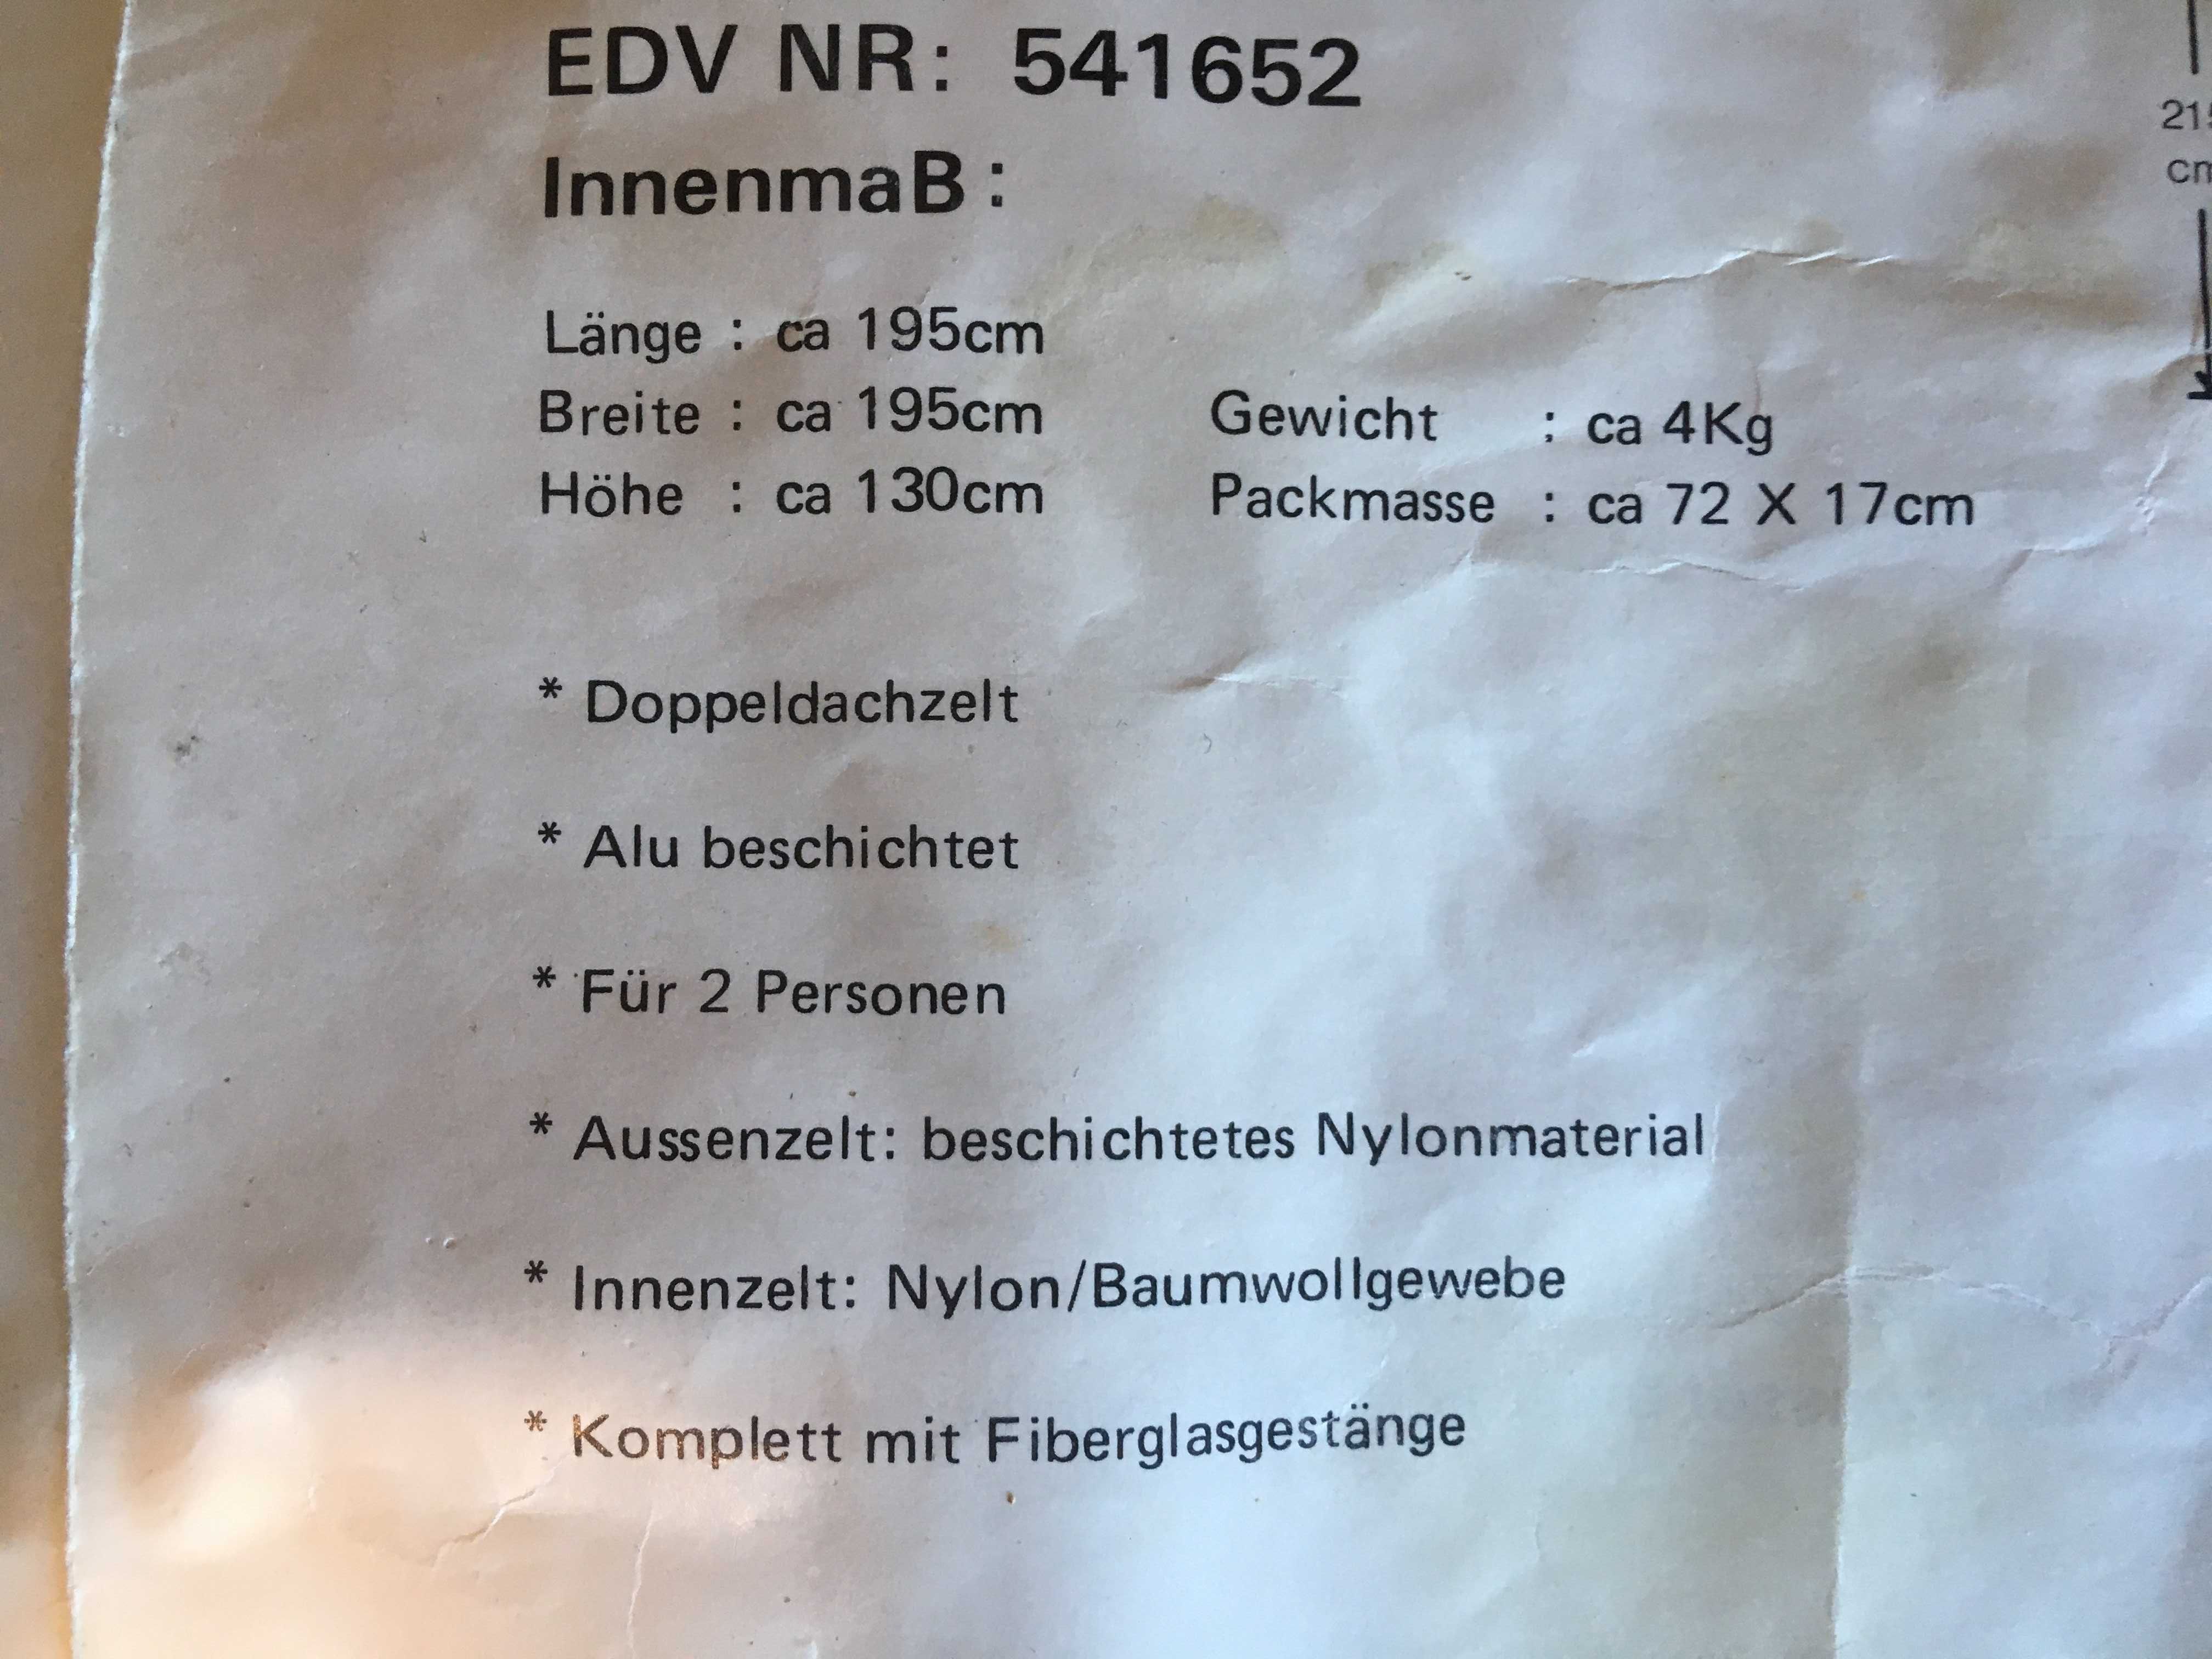 EDV NR: 541652
InnenmaB:
Länge : ca 195cm
Breite : ca 195cm
Höhe : ca 130cm
Gewicht : ca 4Kg
Packmasse : ca 72 X 17cm
* Doppeldachzelt
* Alu beschichtet
* Für 2 Personen
* Aussenzelt: beschichtetes Nylonmaterial
* Innenzelt: Nylon/Baumwollgewebe
* Komplett mit Fiberglasgestänge